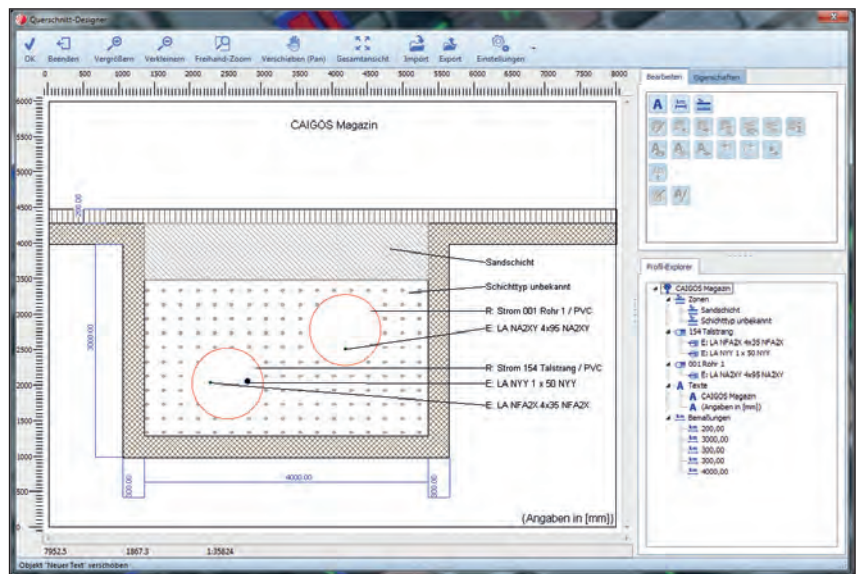 Querschnitt-Designer
OK Beenden Vergrößern Verkleinern Freihand-Zoom Verschieben (Pan) Gesamtansicht Import Export Einstellungen
0 500 1000 1500 2000 2500 3000 3500 4000 4500 5000 5500 6000 6500 7000 7500 8000
6000
5500
5000
4500
4000
3500
3000
2500
2000
1500
1000
500
0
CAIGOS Magazin
200.00
3000.00
Sandschicht
Schichttyp unbekannt
R: Strom 001 Rohr 1 / PVC
E: LA NA2XY 4x95 NA2XY
R: Strom 154 Talstrang / PVC
E: LA NYY 1 x 50 NYY
E: LA NFA2X 4x35 NFA2X
300.00
4000.00
300.00
(Angaben in [mm])
7952.5 1867.3 1:35824
Objekt 'Neuer Text' verschoben
Bearbeiten Eigenschaften
Profil-Explorer
CAIGOS Magazin
Zonen
Sandschicht
Schichttyp unbekannt
154 Talstrang
E: LA NFA2X 4x35 NFA2X
E: LA NYY 1 x 50 NYY
001 Rohr 1
E: LA NA2XY 4x95 NA2XY
Texte
CAIGOS Magazin
(Angaben in [mm])
Bemaßungen
200,00
3000,00
300,00
300,00
4000,00